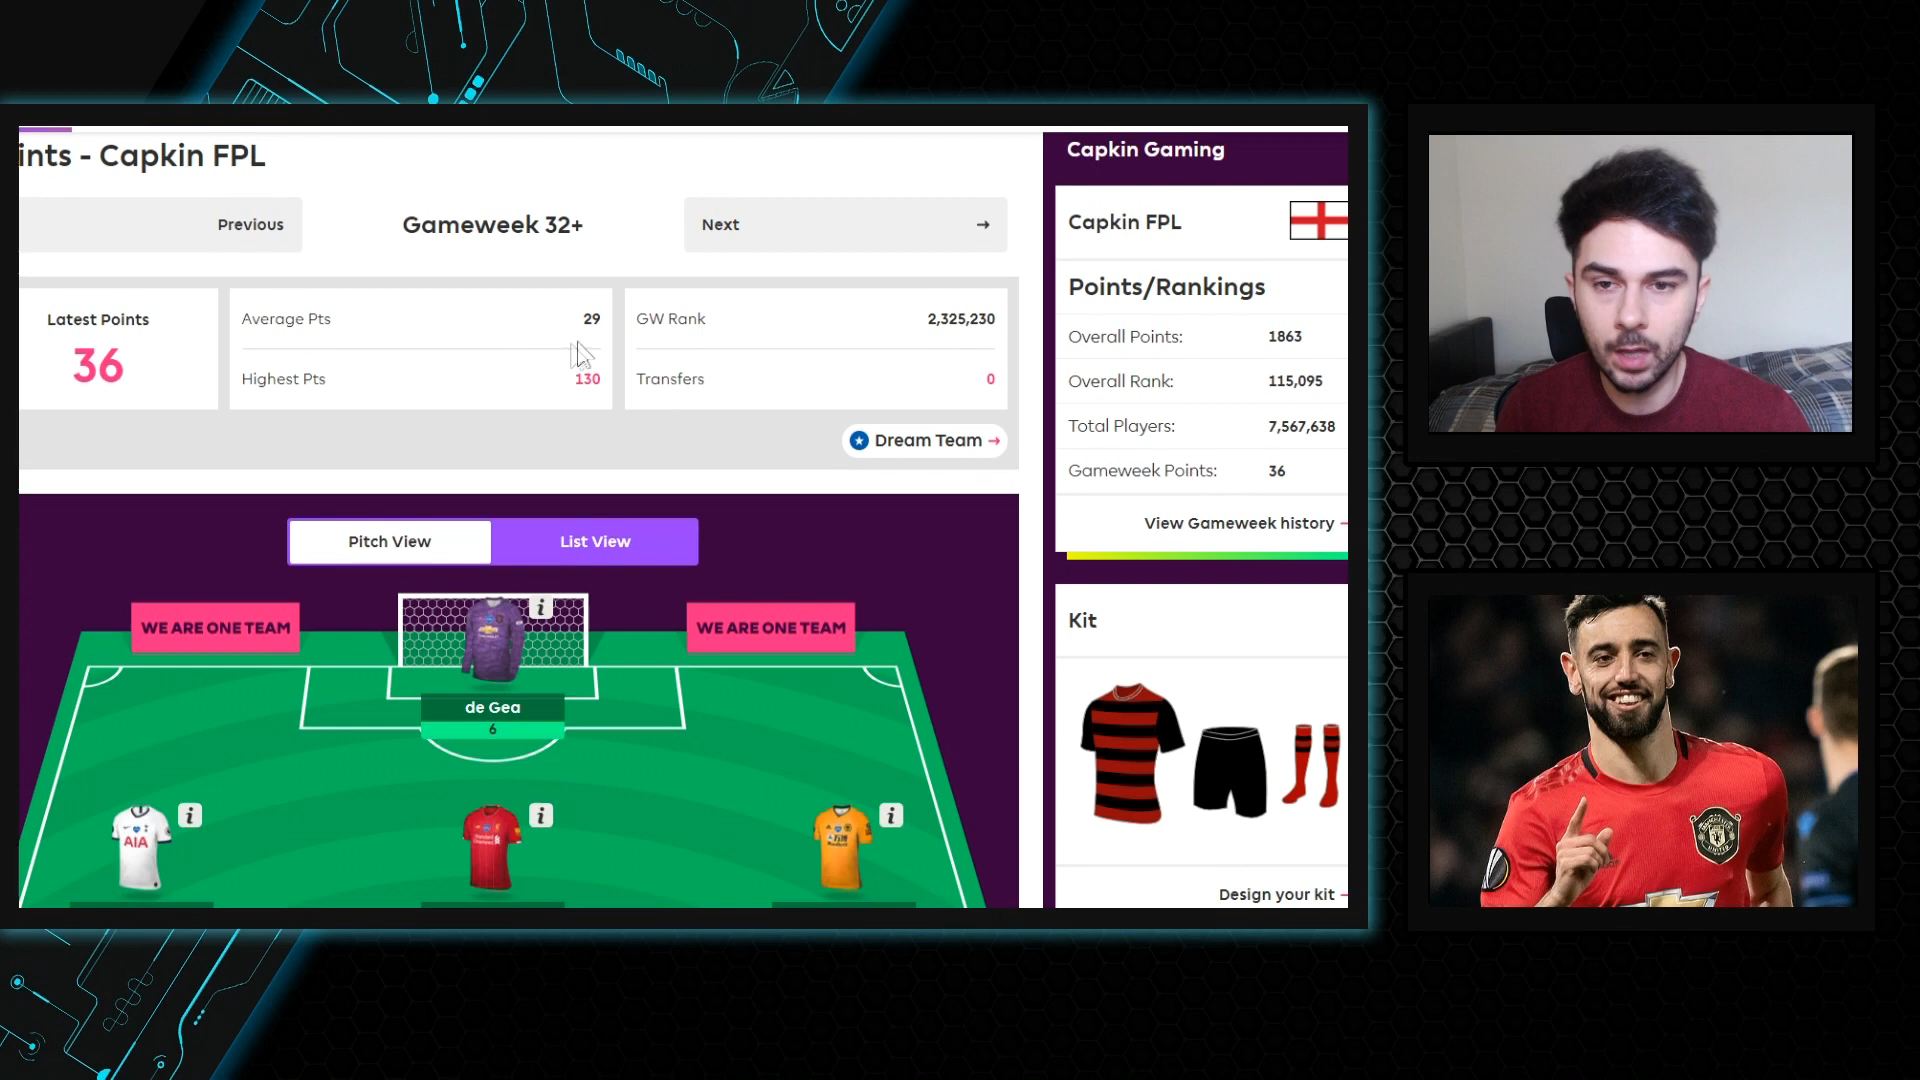 ints - Capkin FPL
Previous
Gameweek 32+
Next →
Latest Points
36
Average Pts 29
Highest Pts 130
GW Rank 2,325,230
Transfers 0
Dream Team →
Pitch View
List View
WE ARE ONE TEAM
WE ARE ONE TEAM
de Gea
6
AIA
Capkin Gaming
Capkin FPL
Points/Rankings
Overall Points: 1863
Overall Rank: 115,095
Total Players: 7,567,638
Gameweek Points: 36
View Gameweek history
Kit
Design your kit